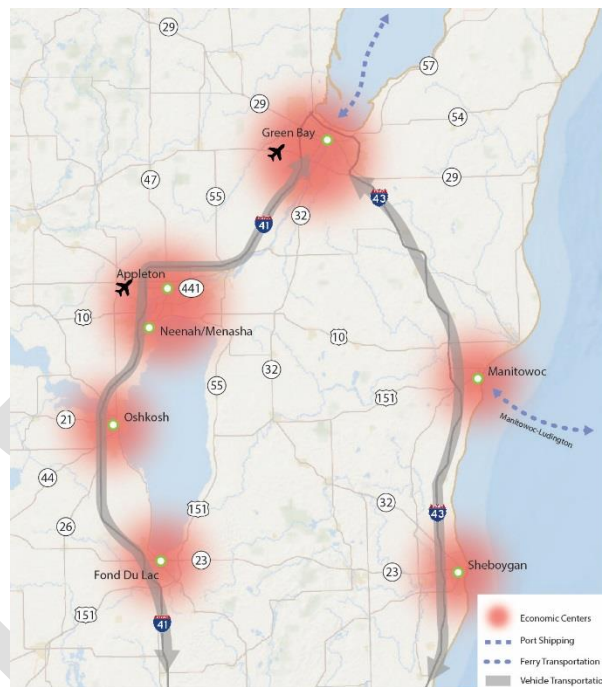 29
57
29
54
Green Bay
47
29
55
32
41
43
Appleton
441
10
Neenah/Menasha
10
32
Manitowoc
55
151
21
Oshkosh
Manitowoc-Ludington
44
32
151
43
26
23
23
Sheboygan
Fond Du Lac
151
41
Economic Centers
Port Shipping
Ferry Transportation
Vehicle Transportatio